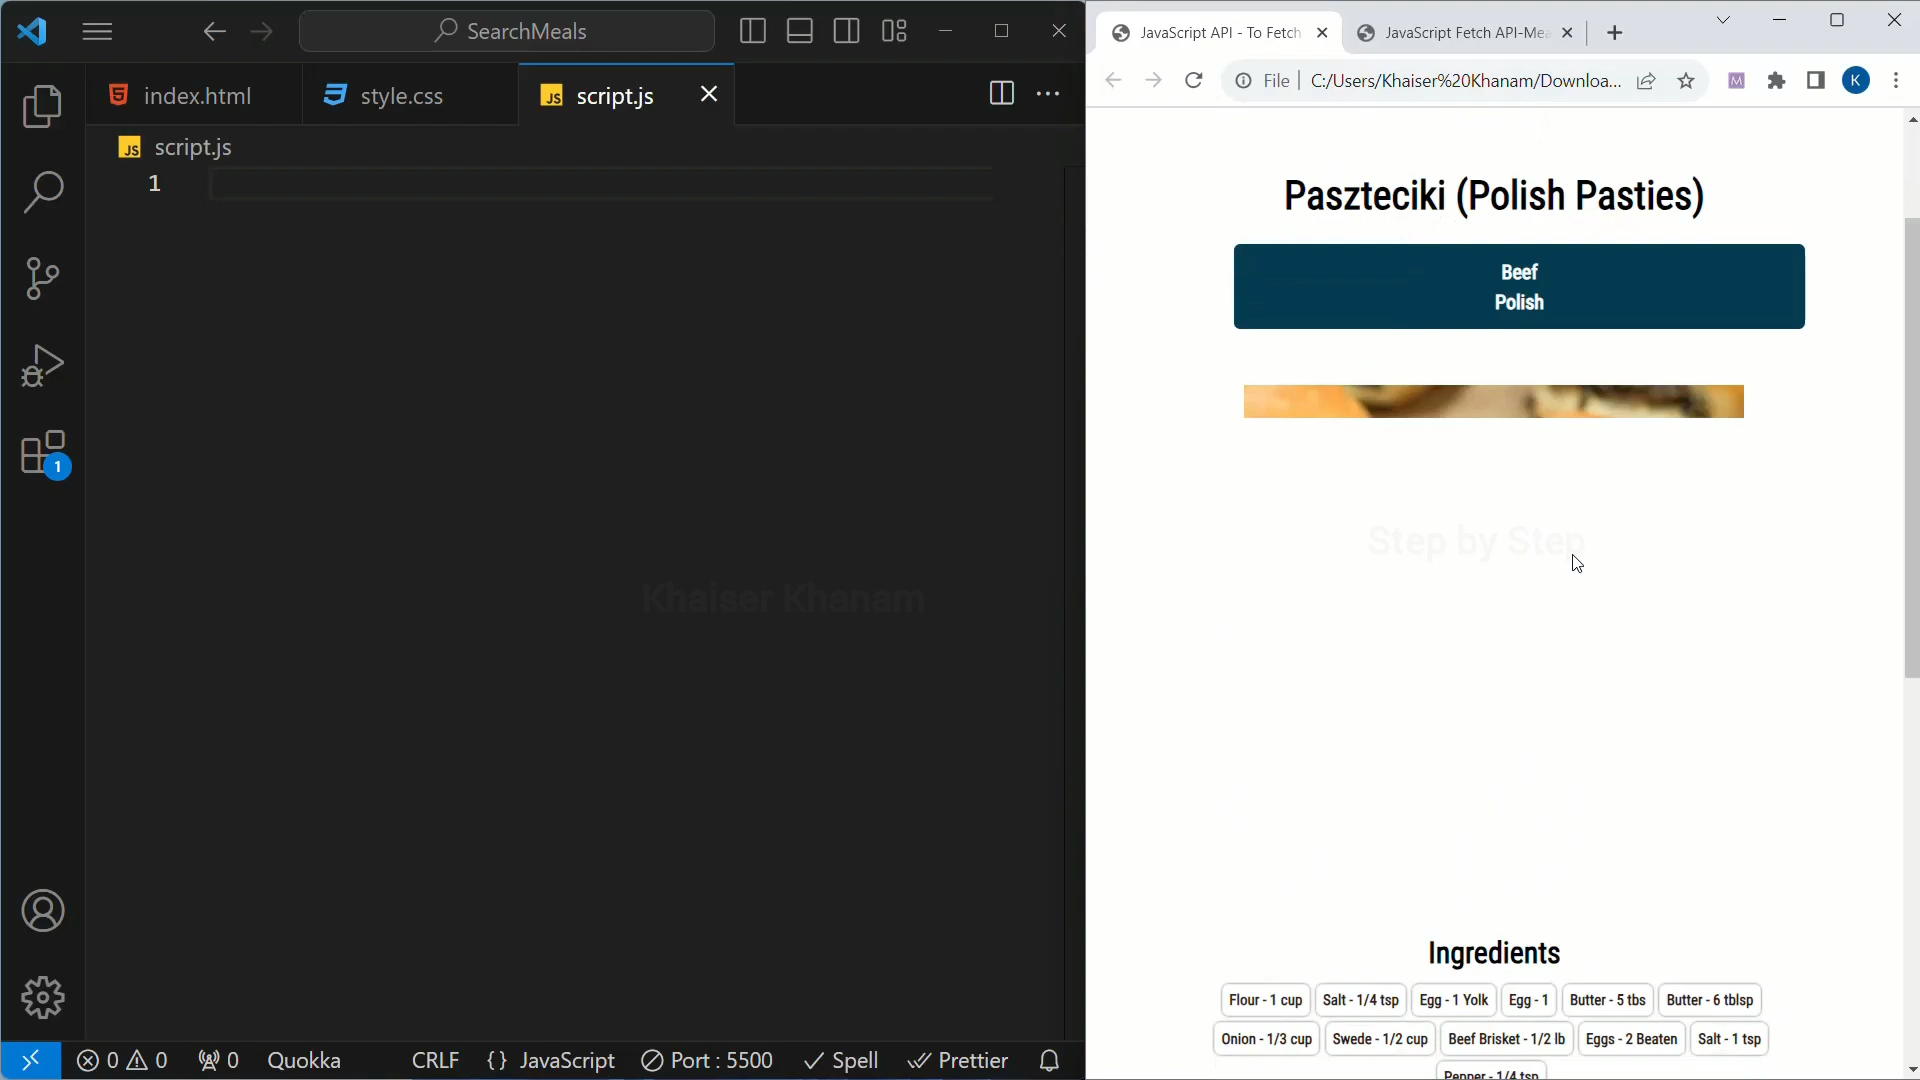 SearchMeals
index.html
style.css
script.js
script.js
1
Khaiser Khanam
1
0 0
0
Quokka
CRLF
{ } JavaScript
Port : 5500
Spell
Prettier
JavaScript API - To Fetch
JavaScript Fetch API-Mea
File
C:/Users/Khaiser%20Khanam/Downloa...
M
K
Paszteciki (Polish Pasties)
Beef
Polish
Step by Step
Ingredients
Flour - 1 cup
Salt - 1/4 tsp
Egg - 1 Yolk
Egg - 1
Butter - 5 tbs
Butter - 6 tblsp
Onion - 1/3 cup
Swede - 1/2 cup
Beef Brisket - 1/2 lb
Eggs - 2 Beaten
Salt - 1 tsp
Pepper - 1/4 tsp